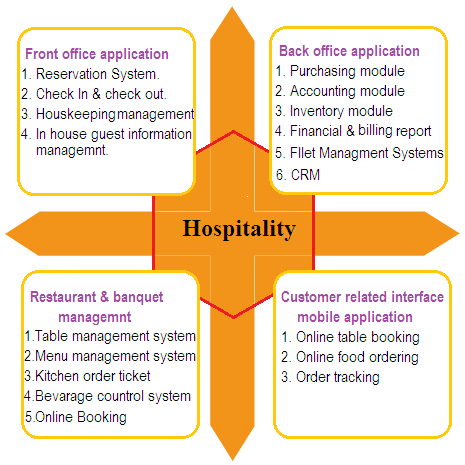 Front office application
1. Reservation System.
2. Check In & check out.
3. Houskeeping management
4. In house guest information
managemnt.
Back office application
1. Purchasing module
2. Accounting module
3. Inventory module
4. Financial & billing report
5. Fllet Managment Systems
6. CRM
Hospitality
Restaurant & banquet
managemnt
1.Table management system
2.Menu management system
3.Kitchen order ticket
4.Bevarage countrol system
5.Online Booking
Customer related interface
mobile application
1. Online table booking
2. Online food ordering
3. Order tracking